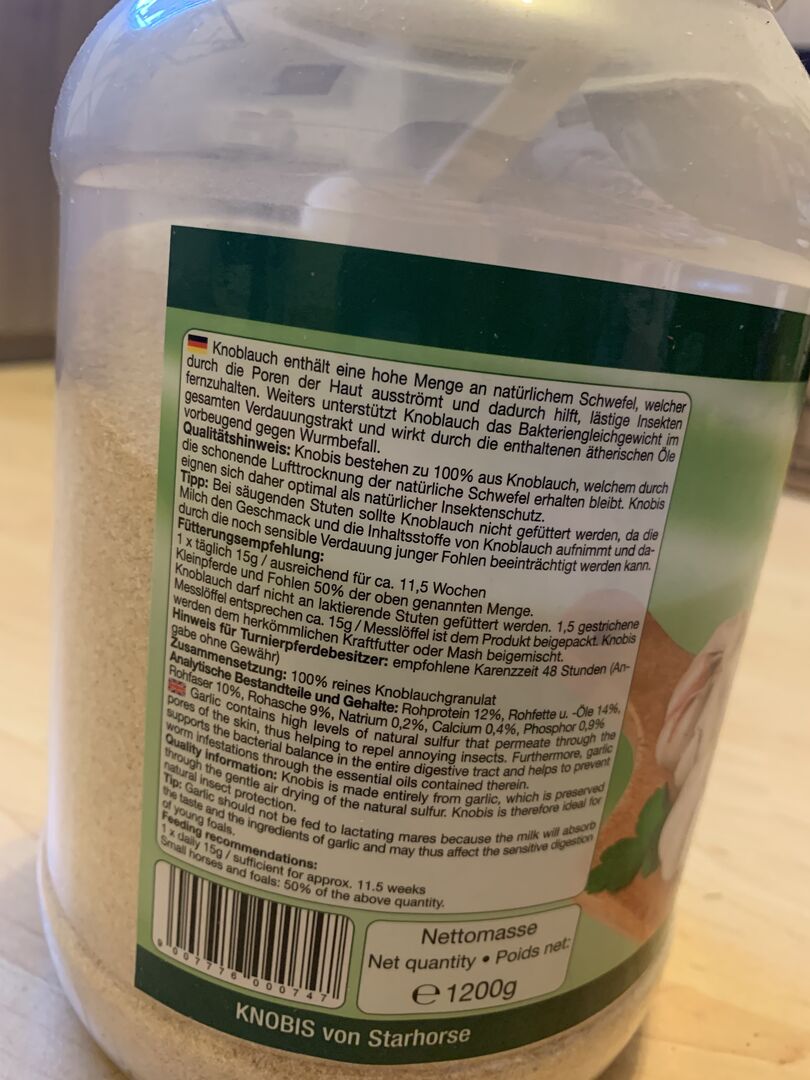 Knoblauch enthält eine hohe Menge an natürlichem Schwefel, welcher
durch die Poren der Haut ausströmt und dadurch hilft, lästige Insekten
fernzuhalten. Weiters unterstützt Knoblauch das Bakteriengleichgewicht im
gesamten Verdauungstrakt und wirkt durch die enthaltenen ätherischen Öle
vorbeugend gegen Wurmbefall.
Qualitätshinweis: Knobis bestehen zu 100% aus Knoblauch, welchem durch
die schonende Lufttrocknung der natürliche Schwefel erhalten bleibt. Knobis
eignen sich daher optimal als natürlicher Insektenschutz.
Tipp: Bei säugenden Stuten sollte Knoblauch nicht gefüttert werden, da die
Milch den Geschmack und die Inhaltsstoffe von Knoblauch aufnimmt und da-
durch die noch sensible Verdauung junger Fohlen beeinträchtigt werden kann.
Fütterungsempfehlung:
1 x täglich 15g / ausreichend für ca. 11,5 Wochen
Kleinpferde und Fohlen 50% der oben genannten Menge.
Knoblauch darf nicht an laktierende Stuten gefüttert werden. 1,5 gestrichene
Messlöffel entsprechen ca. 15g / Messlöffel ist dem Produkt beigepackt. Knobis
werden dem herkömmlichen Kraftfutter oder Mash beigemischt.
Hinweis für Turnierpferdebesitzer: empfohlene Karenzzeit 48 Stunden (An-
gabe ohne Gewähr)
Zusammensetzung: 100% reines Knoblauchgranulat
Analytische Bestandteile und Gehalte: Rohprotein 12%, Rohfette u. -Öle 14%,
Rohfaser 10%, Rohasche 9%, Natrium 0,2%, Calcium 0,4%, Phosphor 0,9%
Garlic contains high levels of natural sulfur that permeate through the
pores of the skin, thus helping to repel annoying insects. Furthermore, garlic
supports the bacterial balance in the entire digestive tract and helps to prevent
worm infestations through the essential oils contained therein.
Quality information: Knobis is made entirely from garlic, which is preserved
through the gentle air drying of the natural sulfur. Knobis is therefore ideal for
natural insect protection.
Tip: Garlic should not be fed to lactating mares because the milk will absorb
the taste and the ingredients of garlic and may thus affect the sensitive digestion
of young foals.
Feeding recommendations:
1 x daily 15g / sufficient for approx. 11.5 weeks
Small horses and foals: 50% of the above quantity.
9 007776 000747
Nettomasse
Net quantity • Poids net:
℮ 1200g
KNOBIS von Starhorse